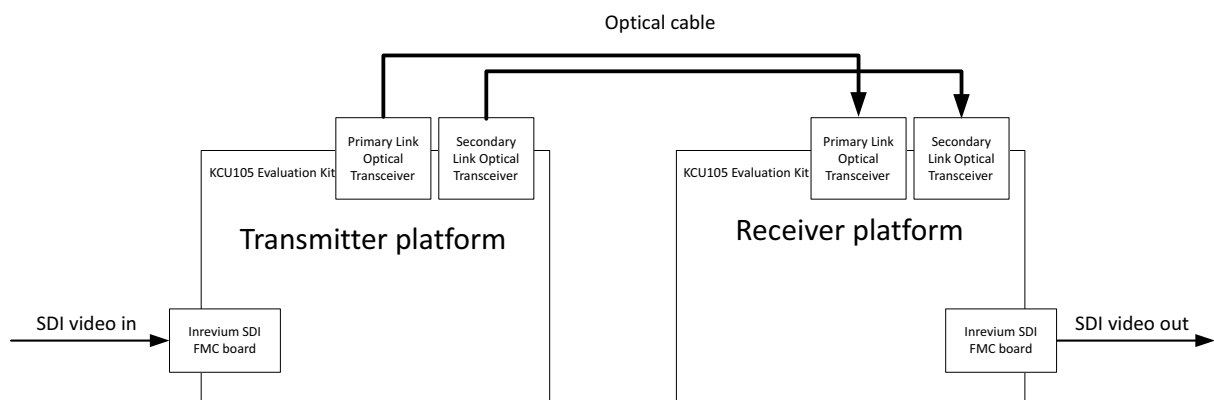 Optical cable
Primary Link
Optical
Transceiver
Secondary
Link Optical
Transceiver
KCU105 Evaluation Kit
Transmitter platform
SDI video in
Inrevium SDI
FMC board
Primary Link
Optical
Transceiver
Secondary
Link Optical
Transceiver
KCU105 Evaluation Kit
Receiver platform
Inrevium SDI
FMC board
SDI video out